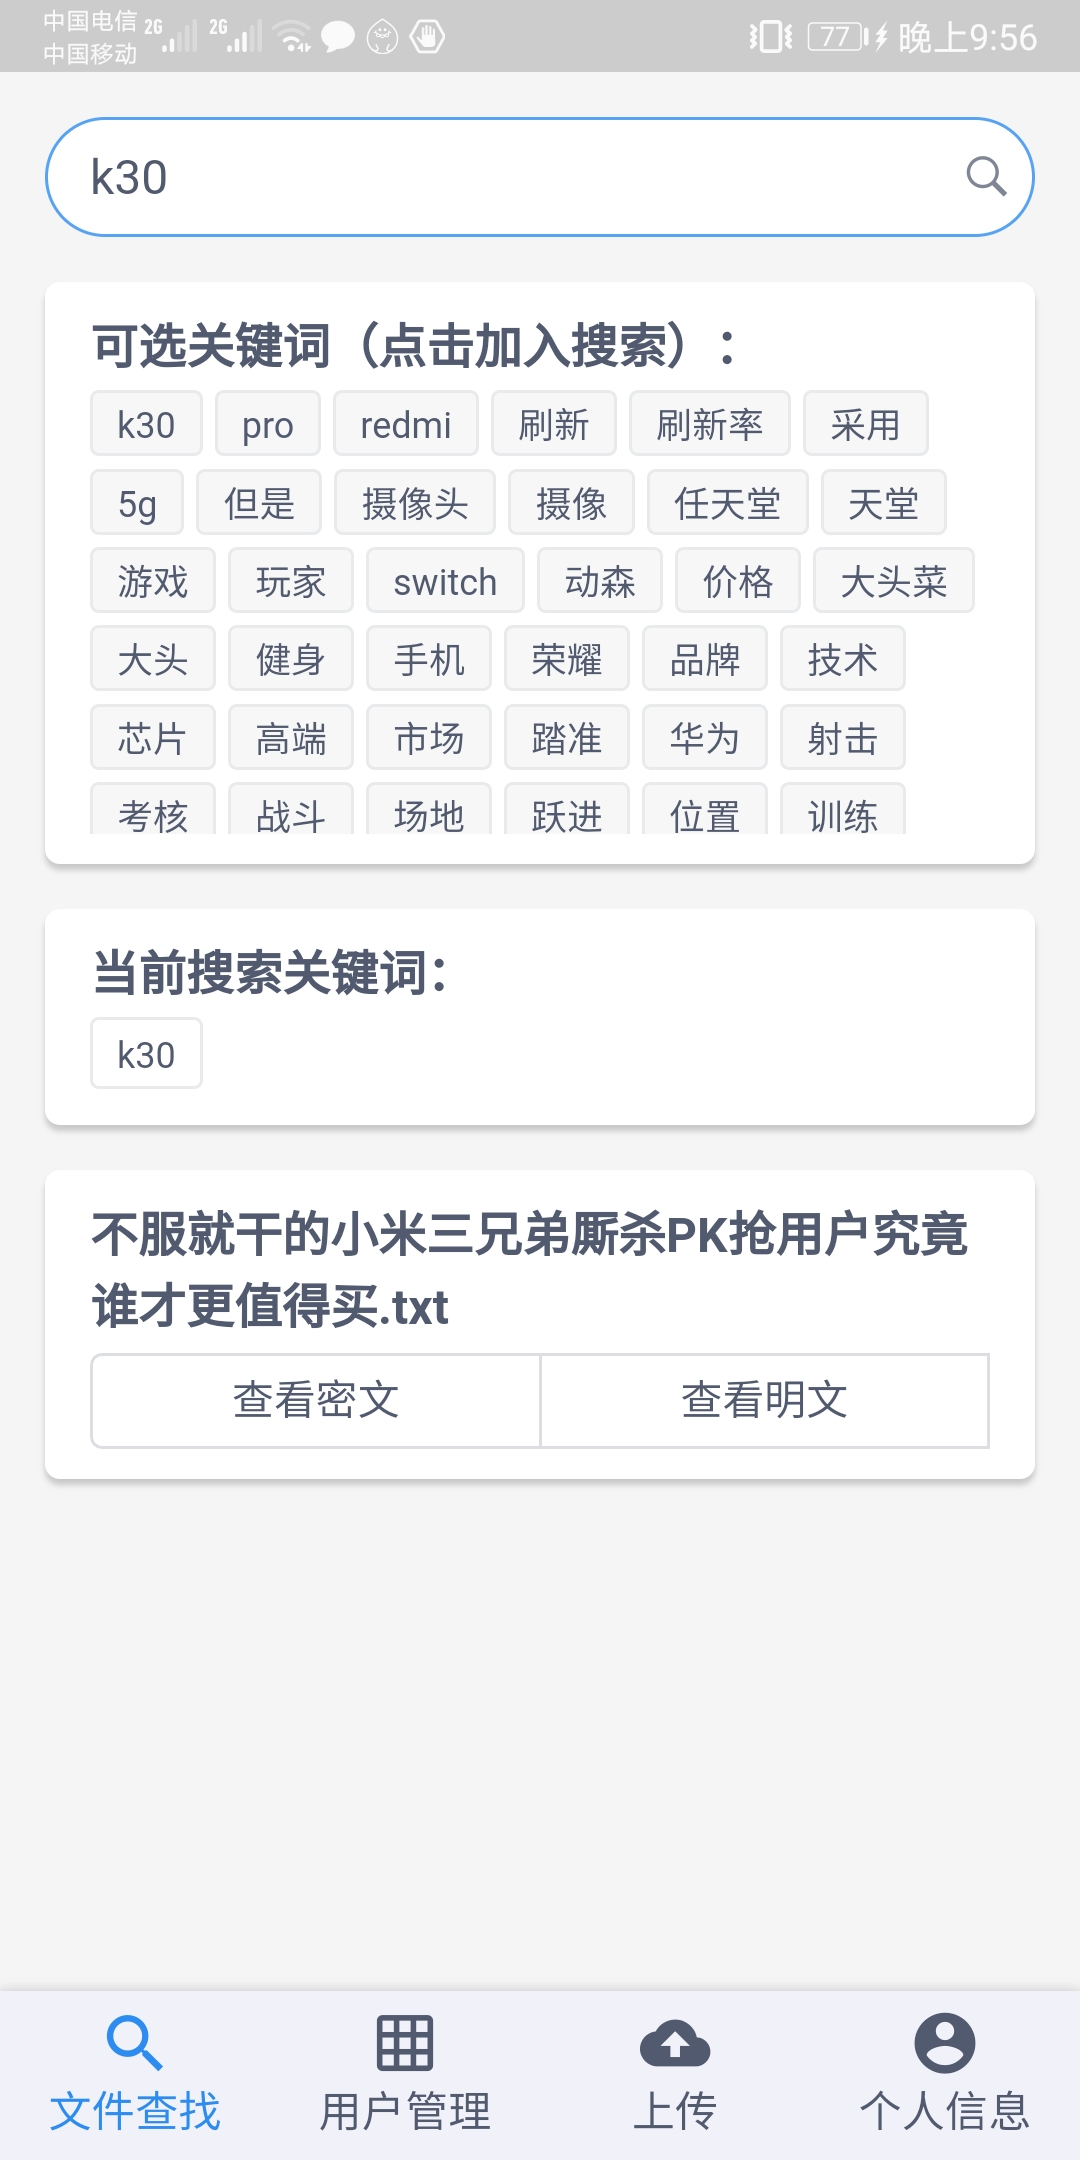 中国电信 2G 2G 77 晚上9:56
中国移动
k30
可选关键词（点击加入搜索）：
k30 pro redmi 刷新 刷新率 采用
5g 但是 摄像头 摄像 任天堂 天堂
游戏 玩家 switch 动森 价格 大头菜
大头 健身 手机 荣耀 品牌 技术
芯片 高端 市场 踏准 华为 射击
考核 战斗 场地 跃进 位置 训练
当前搜索关键词：
k30
不服就干的小米三兄弟厮杀PK抢用户究竟
谁才更值得买.txt
查看密文 查看明文
文件查找 用户管理 上传 个人信息